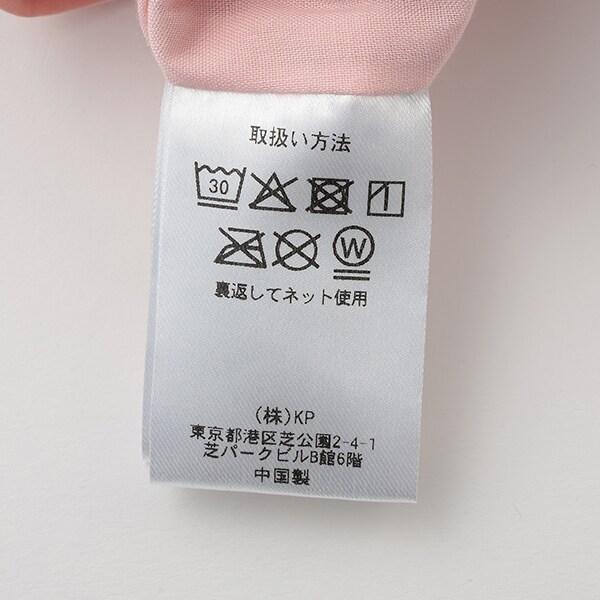 取扱い方法
30
W
裏返してネット使用
(株)KP
東京都港区芝公園2-4-1
芝パークビルB館6階
中国製